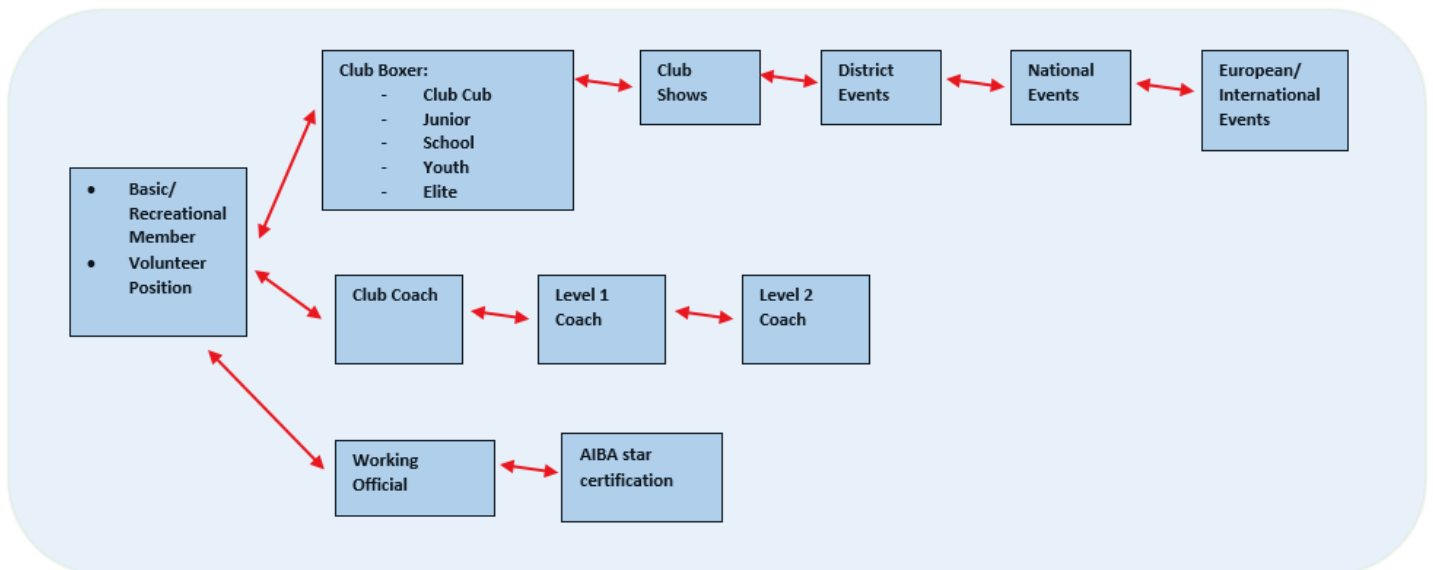 Club Boxer:
- Club Cub
- Junior
- School
- Youth
- Elite
Club
Shows
District
Events
National
Events
European/
International
Events
• Basic/
Recreational
Member
• Volunteer
Position
Club Coach
Level 1
Coach
Level 2
Coach
Working
Official
AIBA star
certification